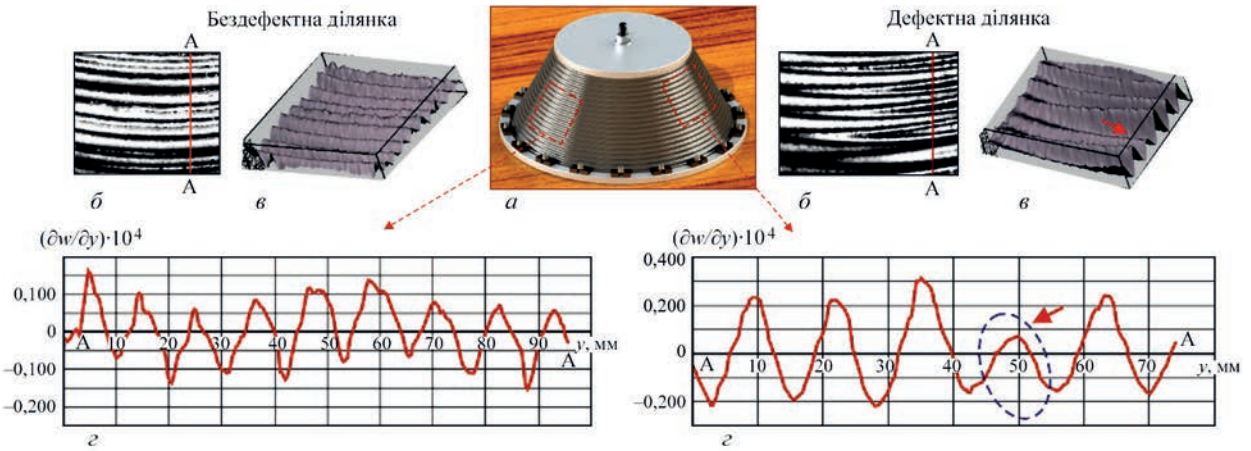 Бездефектна ділянка
Дефектна ділянка
А
А
б
в
а
А
А
б
в
(∂w/∂y)·10⁴
0,100
0
–0,100
–0,200
А
10
20
30
40
50
60
70
80
90
y, мм
А
г
(∂w/∂y)·10⁴
0,400
0,200
0
–0,200
А
10
20
30
40
50
60
70
А
y, мм
г